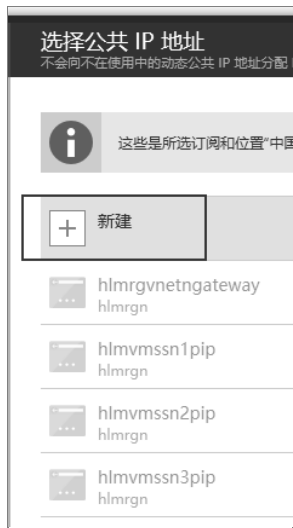 选择公共 IP 地址
不会向不在使用中的动态公共 IP 地址分配
这些是所选订阅和位置“中国
新建
hlmrgvnetngateway
hlmrgn
hlmvmssn1pip
hlmrgn
hlmvmssn2pip
hlmrgn
hlmvmssn3pip
hlmrgn